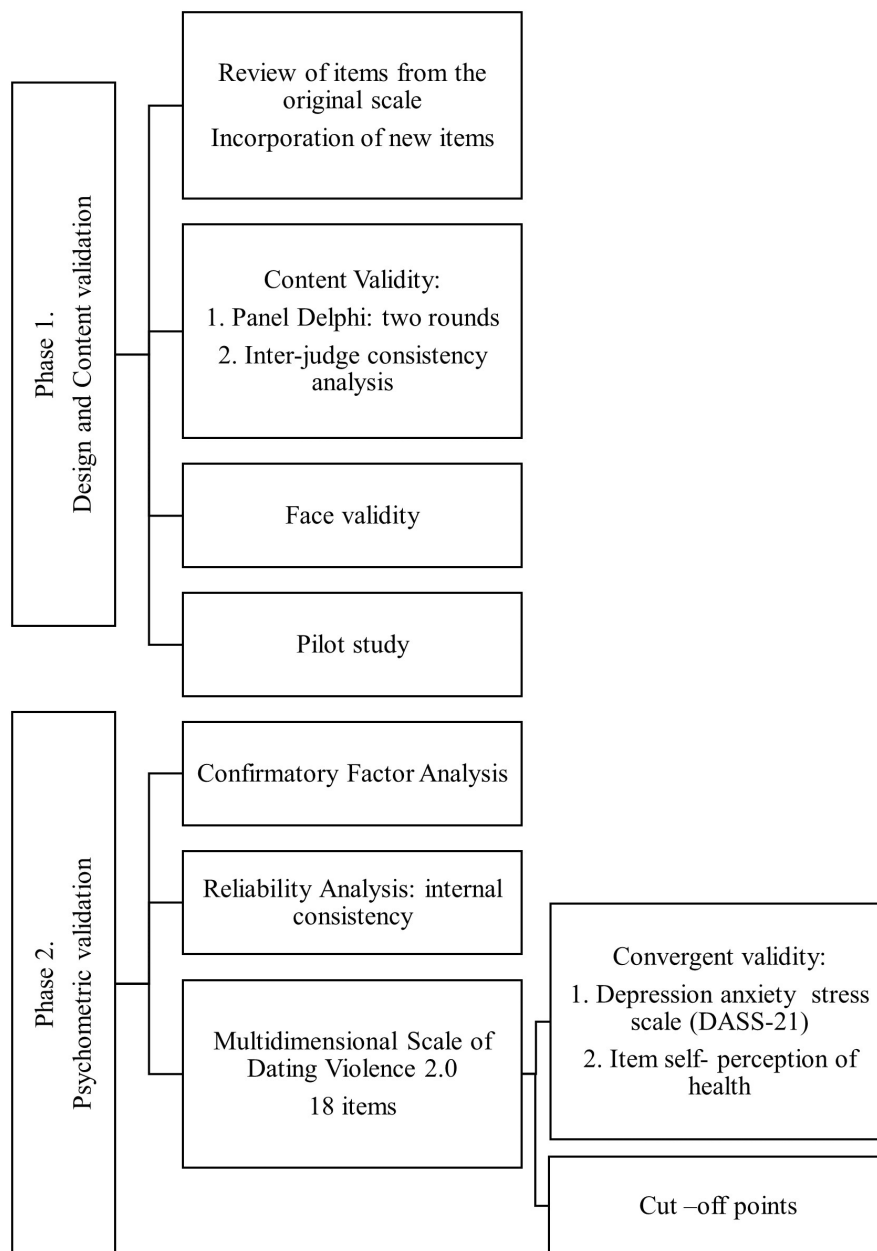 Phase 1.
Design and Content validation
Review of items from the
original scale
Incorporation of new items
Content Validity:
1. Panel Delphi: two rounds
2. Inter-judge consistency
analysis
Face validity
Pilot study
Phase 2.
Psychometric validation
Confirmatory Factor Analysis
Reliability Analysis: internal
consistency
Multidimensional Scale of
Dating Violence 2.0
18 items
Convergent validity:
1. Depression anxiety stress
scale (DASS-21)
2. Item self- perception of
health
Cut –off points